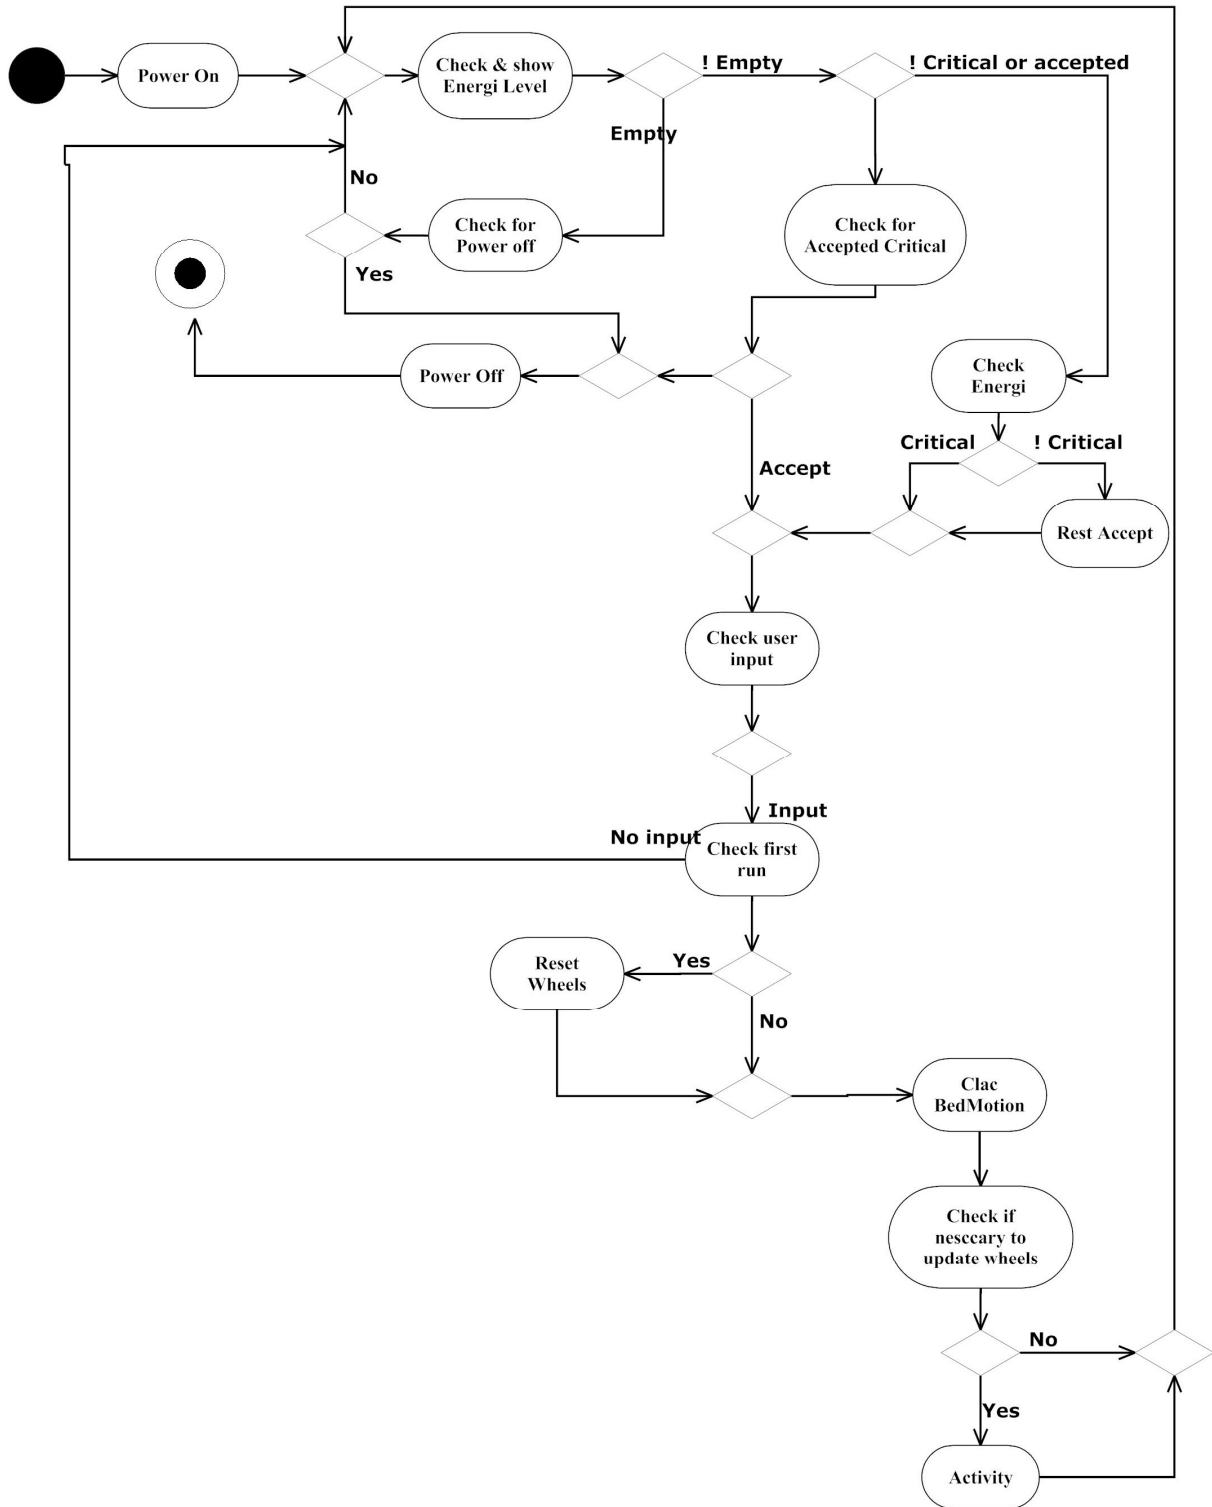 ! Empty
! Critical or accepted
Power On
Check & show
Energi Level
Empty
No
Check for
Power off
Check for
Accepted Critical
Yes
Power Off
Check
Energi
Critical
! Critical
Accept
Rest Accept
Check user
input
Input
No input
Check first
run
Yes
Reset
Wheels
No
Clac
BedMotion
Check if
nesccary to
update wheels
No
Yes
Activity